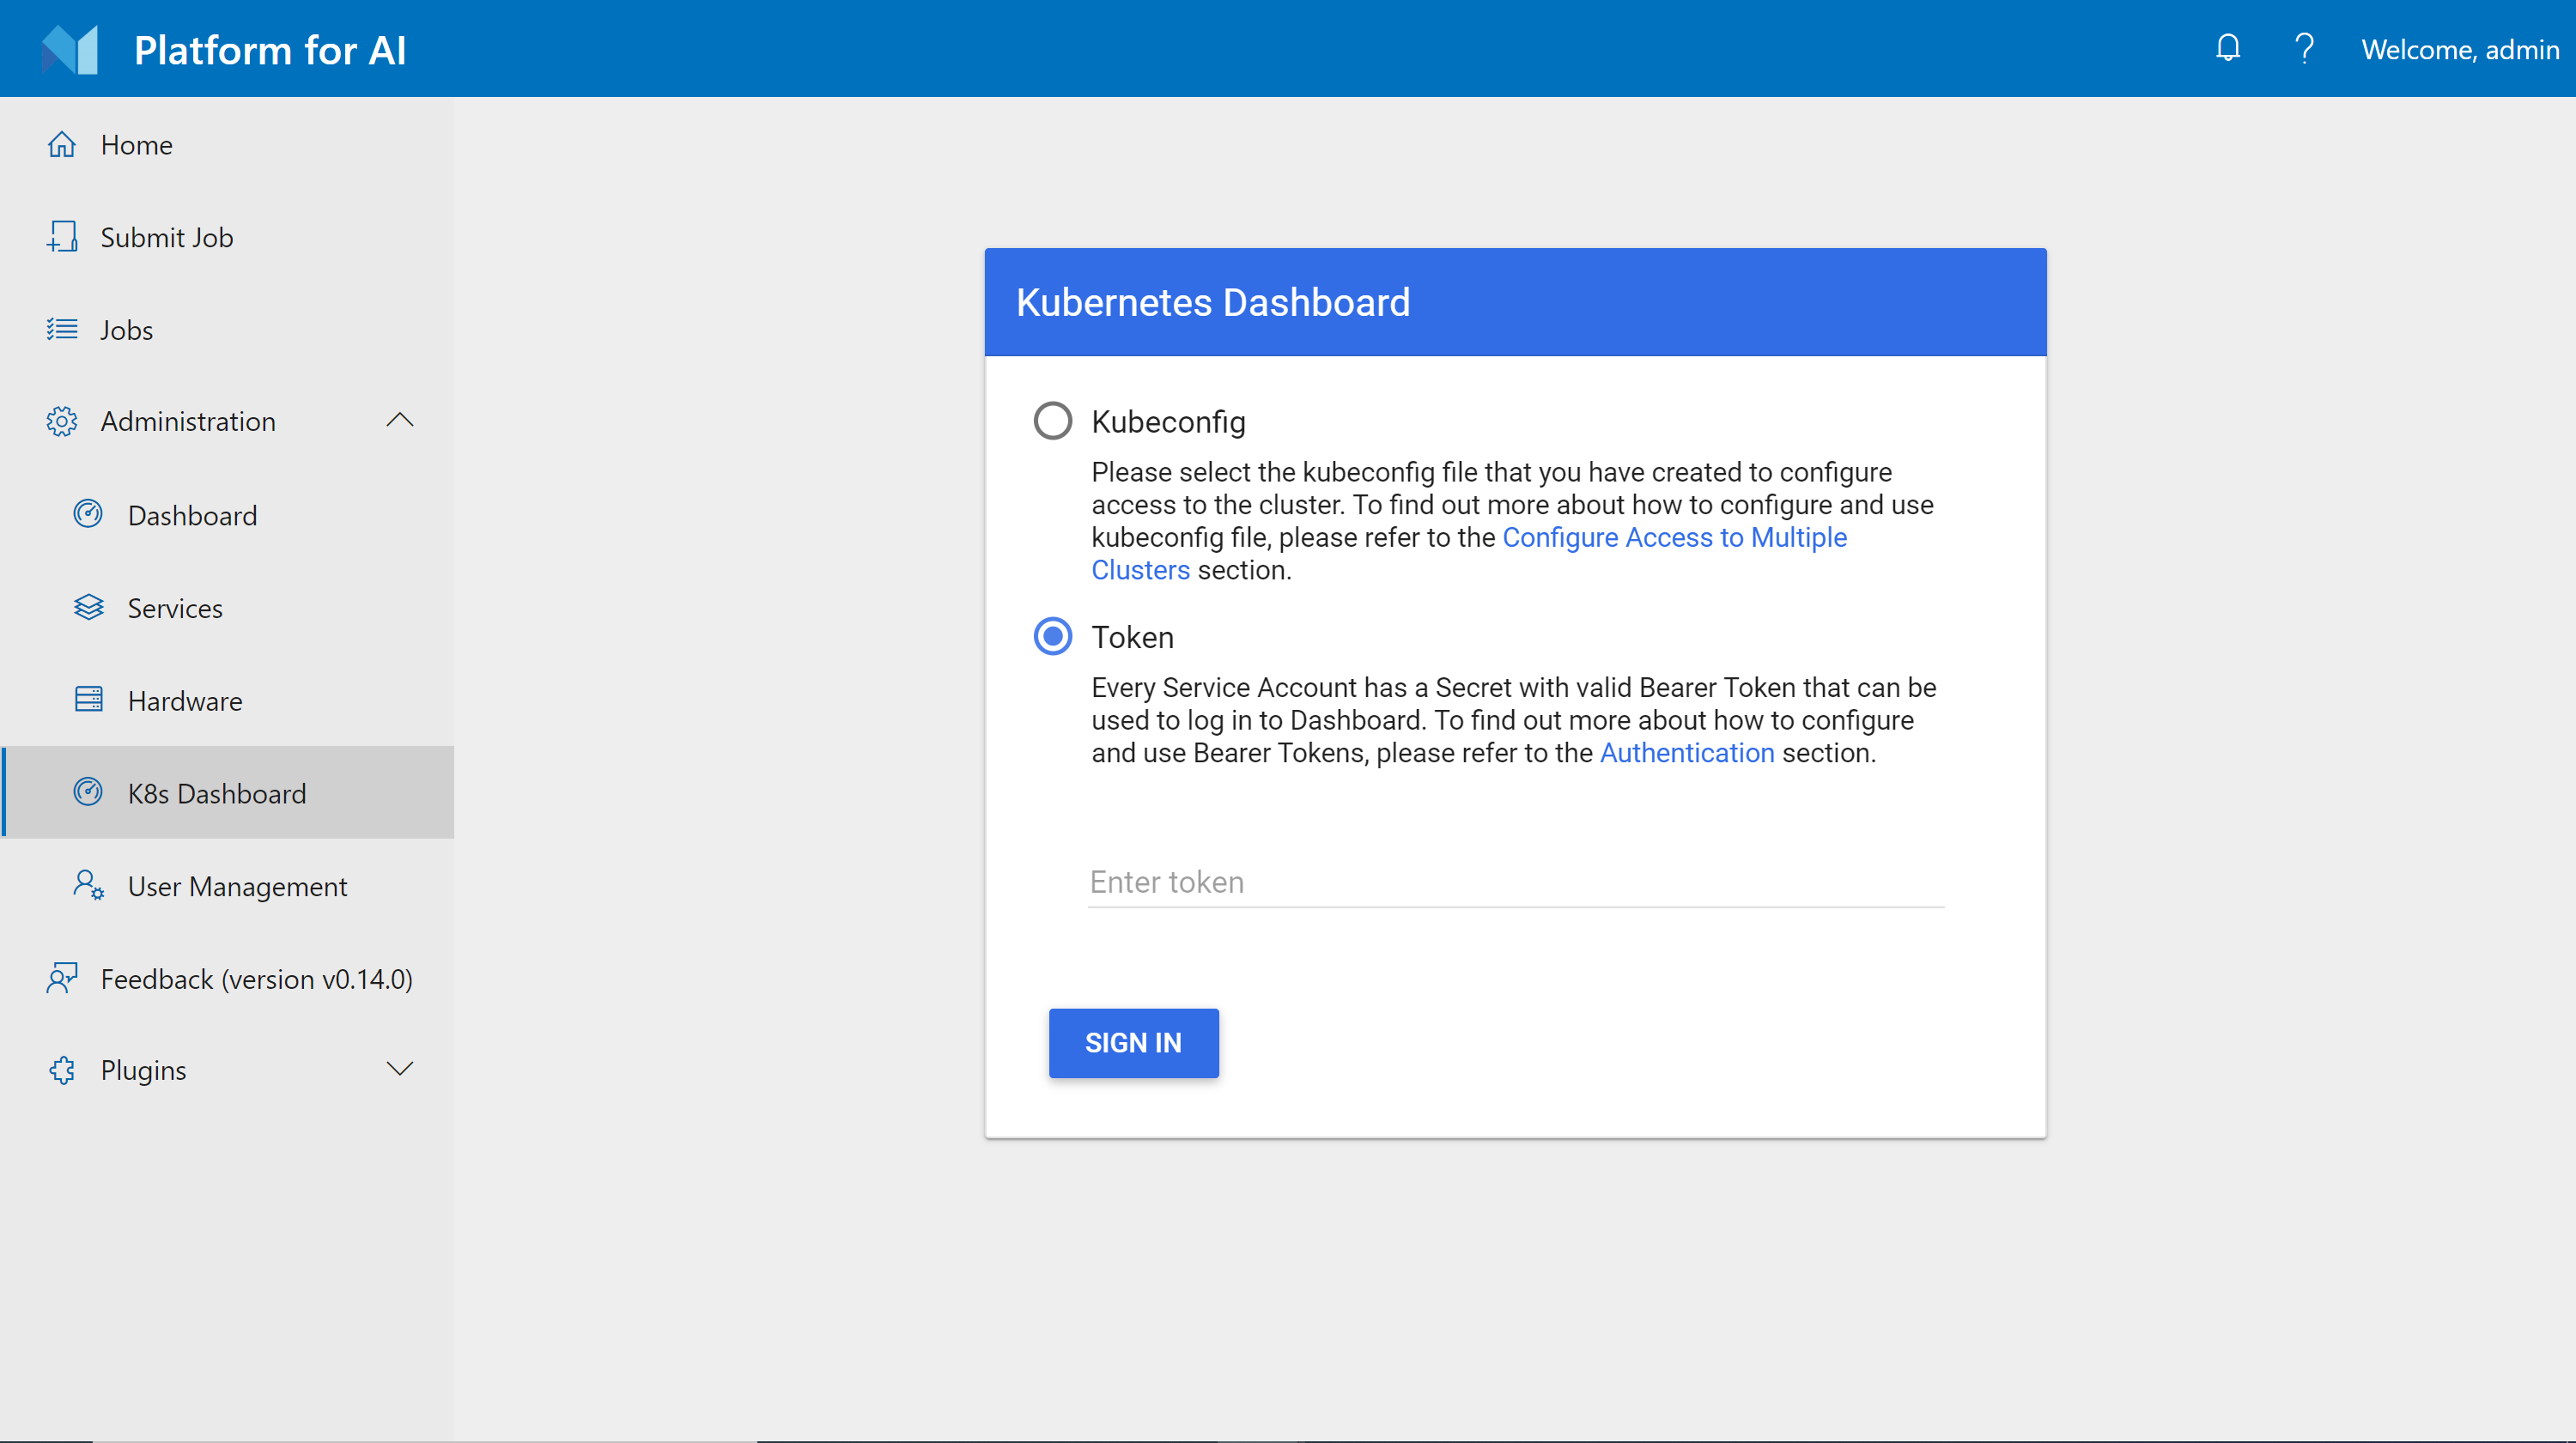 Platform for AI
Welcome, admin
Home
Submit Job
Jobs
Administration
Dashboard
Services
Hardware
K8s Dashboard
User Management
Feedback (version v0.14.0)
Plugins
Kubernetes Dashboard
Kubeconfig
Please select the kubeconfig file that you have created to configure
access to the cluster. To find out more about how to configure and use
kubeconfig file, please refer to the Configure Access to Multiple
Clusters section.
Token
Every Service Account has a Secret with valid Bearer Token that can be
used to log in to Dashboard. To find out more about how to configure
and use Bearer Tokens, please refer to the Authentication section.
Enter token
SIGN IN